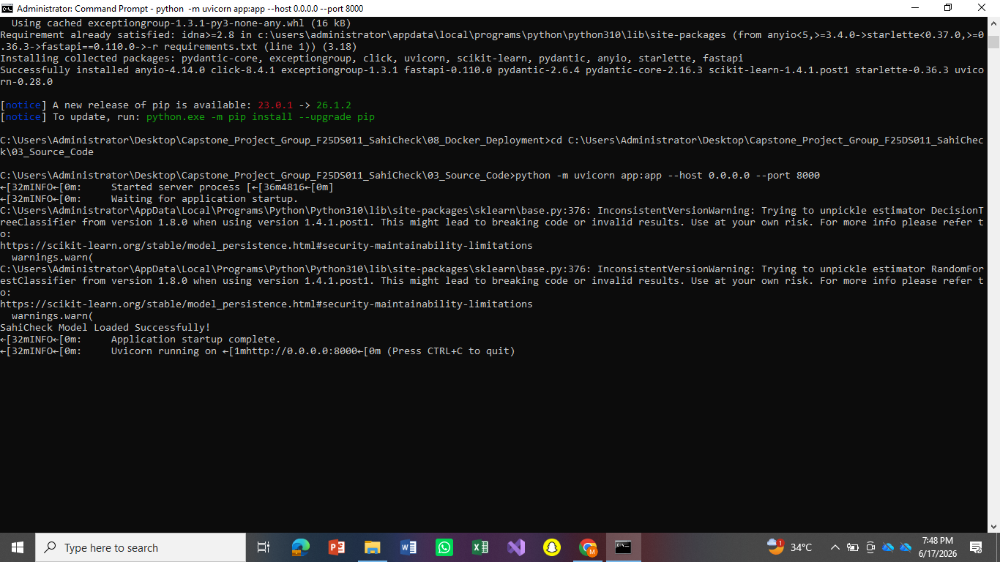 Administrator: Command Prompt - python  -m uvicorn app:app --host 0.0.0.0 --port 8000
  Using cached exceptiongroup-1.3.1-py3-none-any.whl (16 kB)
Requirement already satisfied: idna>=2.8 in c:\users\administrator\appdata\local\programs\python\python310\lib\site-packages (from anyio<5,>=3.4.0->starlette<0.37.0,>=0
.36.3->fastapi==0.110.0->-r requirements.txt (line 1)) (3.18)
Installing collected packages: pydantic-core, exceptiongroup, click, uvicorn, scikit-learn, pydantic, anyio, starlette, fastapi
Successfully installed anyio-4.14.0 click-8.4.1 exceptiongroup-1.3.1 fastapi-0.110.0 pydantic-2.6.4 pydantic-core-2.16.3 scikit-learn-1.4.1.post1 starlette-0.36.3 uvico
rn-0.28.0
[notice] A new release of pip is available: 23.0.1 -> 26.1.2
[notice] To update, run: python.exe -m pip install --upgrade pip
C:\Users\Administrator\Desktop\Capstone_Project_Group_F25DS011_SahiCheck\08_Docker_Deployment>cd C:\Users\Administrator\Desktop\Capstone_Project_Group_F25DS011_SahiChec
k\03_Source_Code
C:\Users\Administrator\Desktop\Capstone_Project_Group_F25DS011_SahiCheck\03_Source_Code>python -m uvicorn app:app --host 0.0.0.0 --port 8000
←[32mINFO←[0m:     Started server process [←[36m4816←[0m]
←[32mINFO←[0m:     Waiting for application startup.
C:\Users\Administrator\AppData\Local\Programs\Python\Python310\lib\site-packages\sklearn\base.py:376: InconsistentVersionWarning: Trying to unpickle estimator DecisionT
reeClassifier from version 1.8.0 when using version 1.4.1.post1. This might lead to breaking code or invalid results. Use at your own risk. For more info please refer t
o:
https://scikit-learn.org/stable/model_persistence.html#security-maintainability-limitations
  warnings.warn(
C:\Users\Administrator\AppData\Local\Programs\Python\Python310\lib\site-packages\sklearn\base.py:376: InconsistentVersionWarning: Trying to unpickle estimator RandomFor
estClassifier from version 1.8.0 when using version 1.4.1.post1. This might lead to breaking code or invalid results. Use at your own risk. For more info please refer t
o:
https://scikit-learn.org/stable/model_persistence.html#security-maintainability-limitations
  warnings.warn(
SahiCheck Model Loaded Successfully!
←[32mINFO←[0m:     Application startup complete.
←[32mINFO←[0m:     Uvicorn running on ←[1mhttp://0.0.0.0:8000←[0m (Press CTRL+C to quit)
Type here to search
1
34°C
7:48 PM
6/17/2026